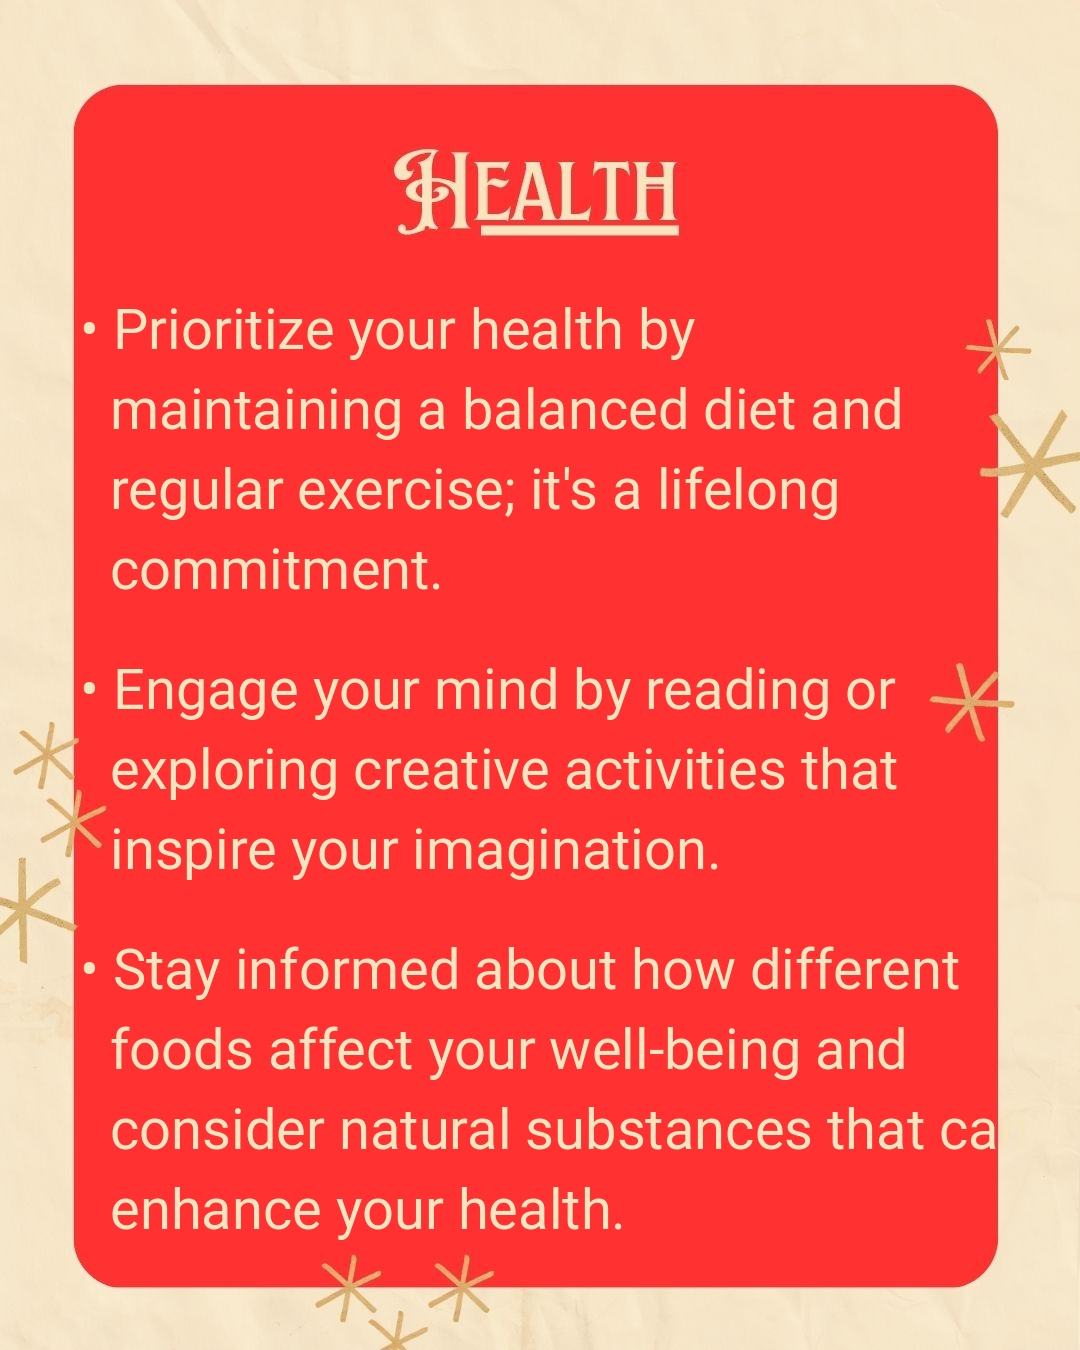 Health
• Prioritize your health by
maintaining a balanced diet and
regular exercise; it's a lifelong
commitment.
• Engage your mind by reading or
exploring creative activities that
inspire your imagination.
• Stay informed about how different
foods affect your well-being and
consider natural substances that ca
enhance your health.